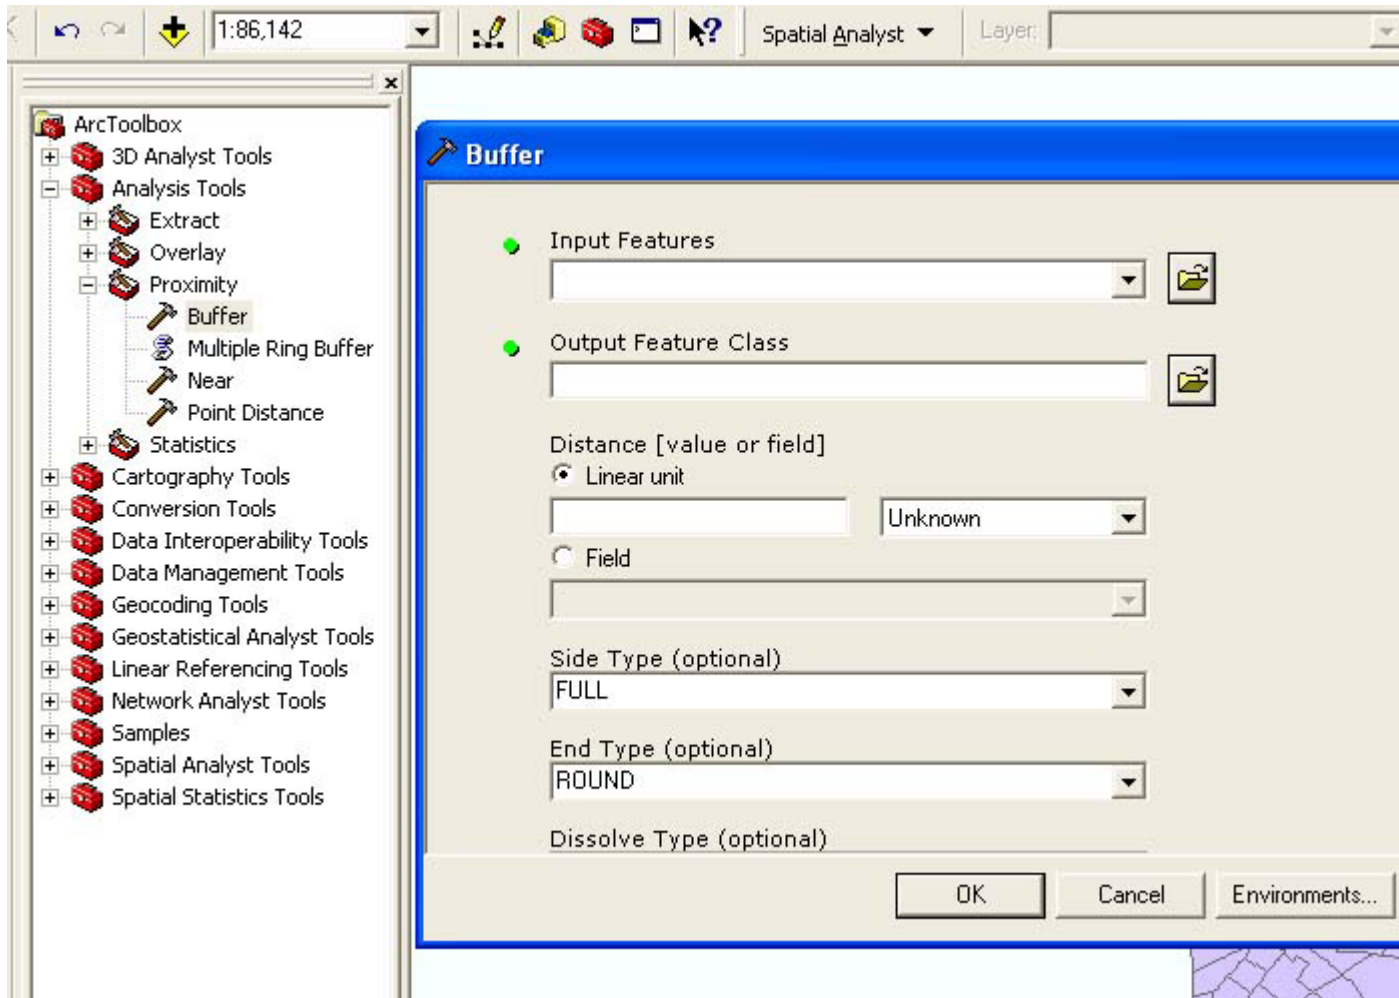 1:86,142
Spatial Analyst
Layer:
ArcToolbox
3D Analyst Tools
Analysis Tools
Extract
Overlay
Proximity
Buffer
Multiple Ring Buffer
Near
Point Distance
Statistics
Cartography Tools
Conversion Tools
Data Interoperability Tools
Data Management Tools
Geocoding Tools
Geostatistical Analyst Tools
Linear Referencing Tools
Network Analyst Tools
Samples
Spatial Analyst Tools
Spatial Statistics Tools
Buffer
Input Features
Output Feature Class
Distance [value or field]
Linear unit
Unknown
Field
Side Type (optional)
FULL
End Type (optional)
ROUND
Dissolve Type (optional)
OK
Cancel
Environments...